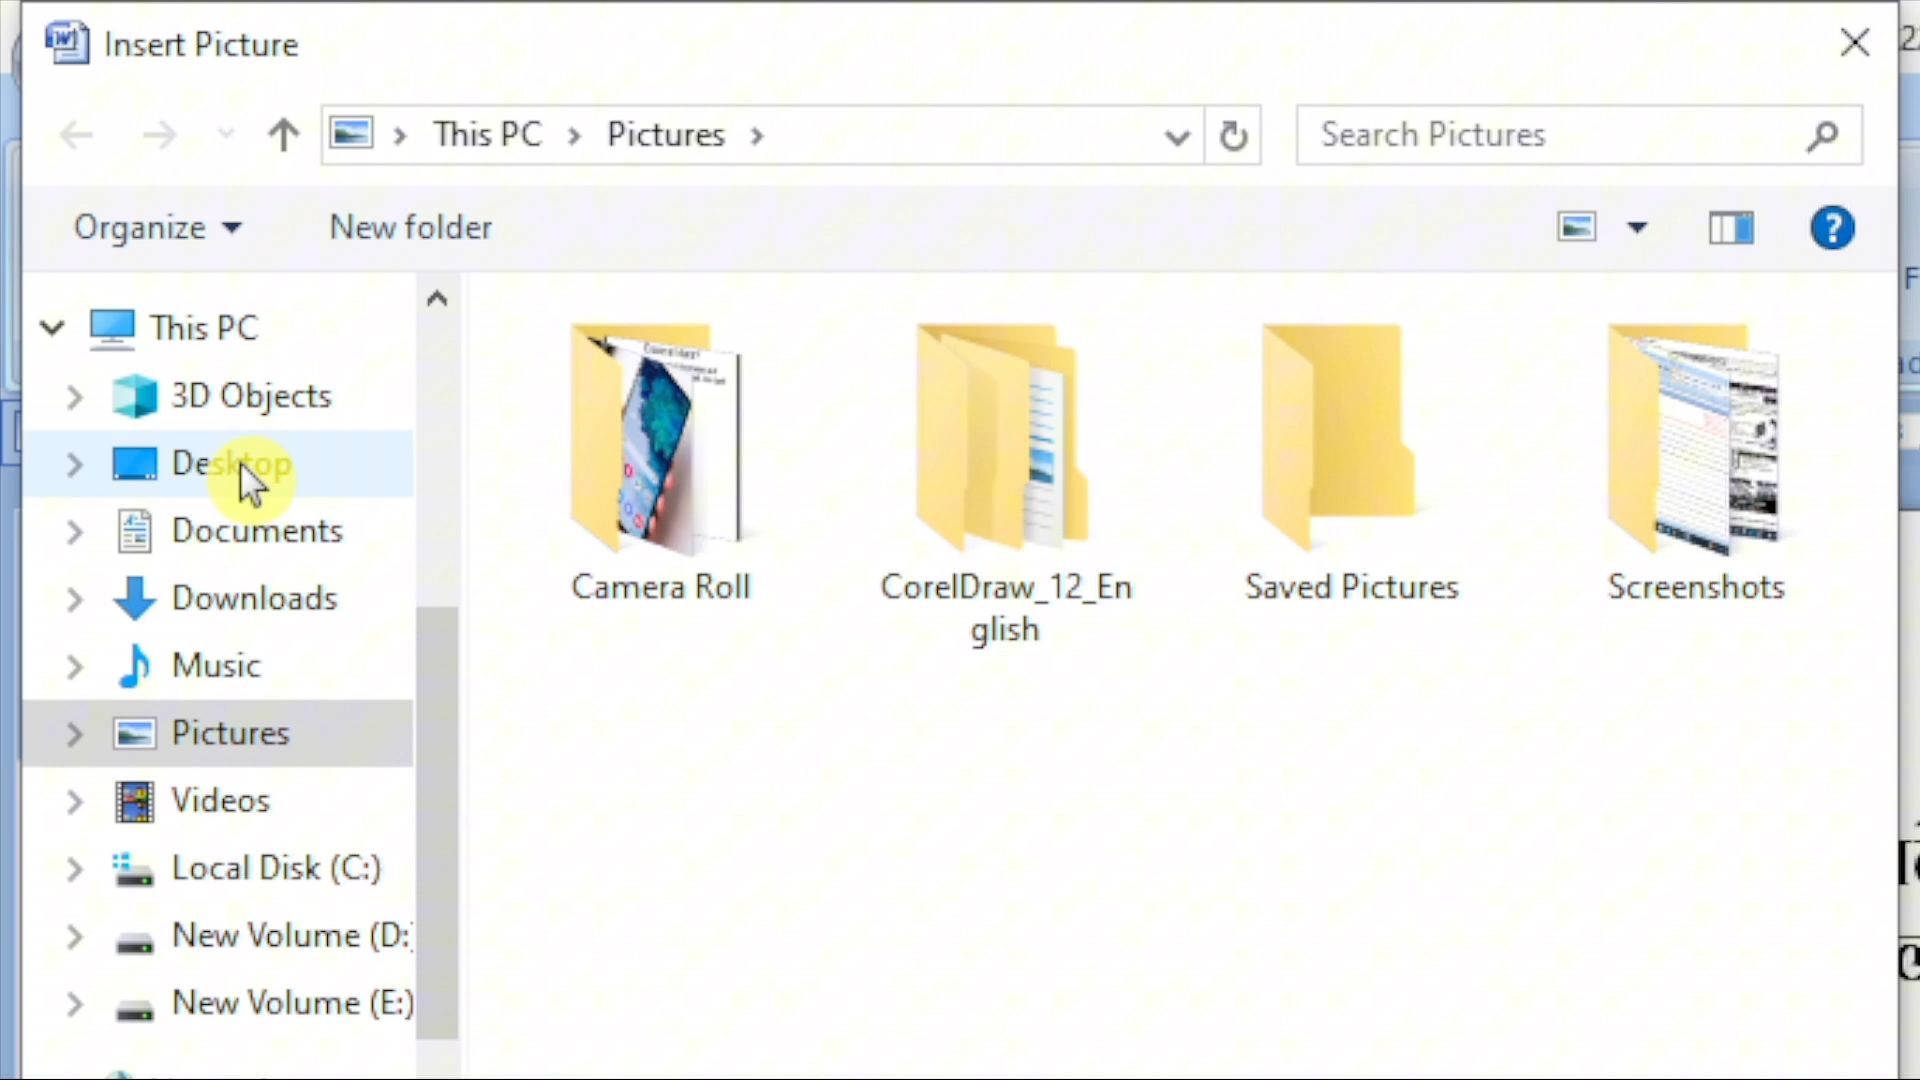 Insert Picture
This PC
Pictures
Search Pictures
Organize
New folder
This PC
3D Objects
Desktop
Documents
Downloads
Music
Pictures
Videos
Local Disk (C:)
New Volume (D:)
New Volume (E:)
Camera Roll
CorelDraw_12_En
glish
Saved Pictures
Screenshots